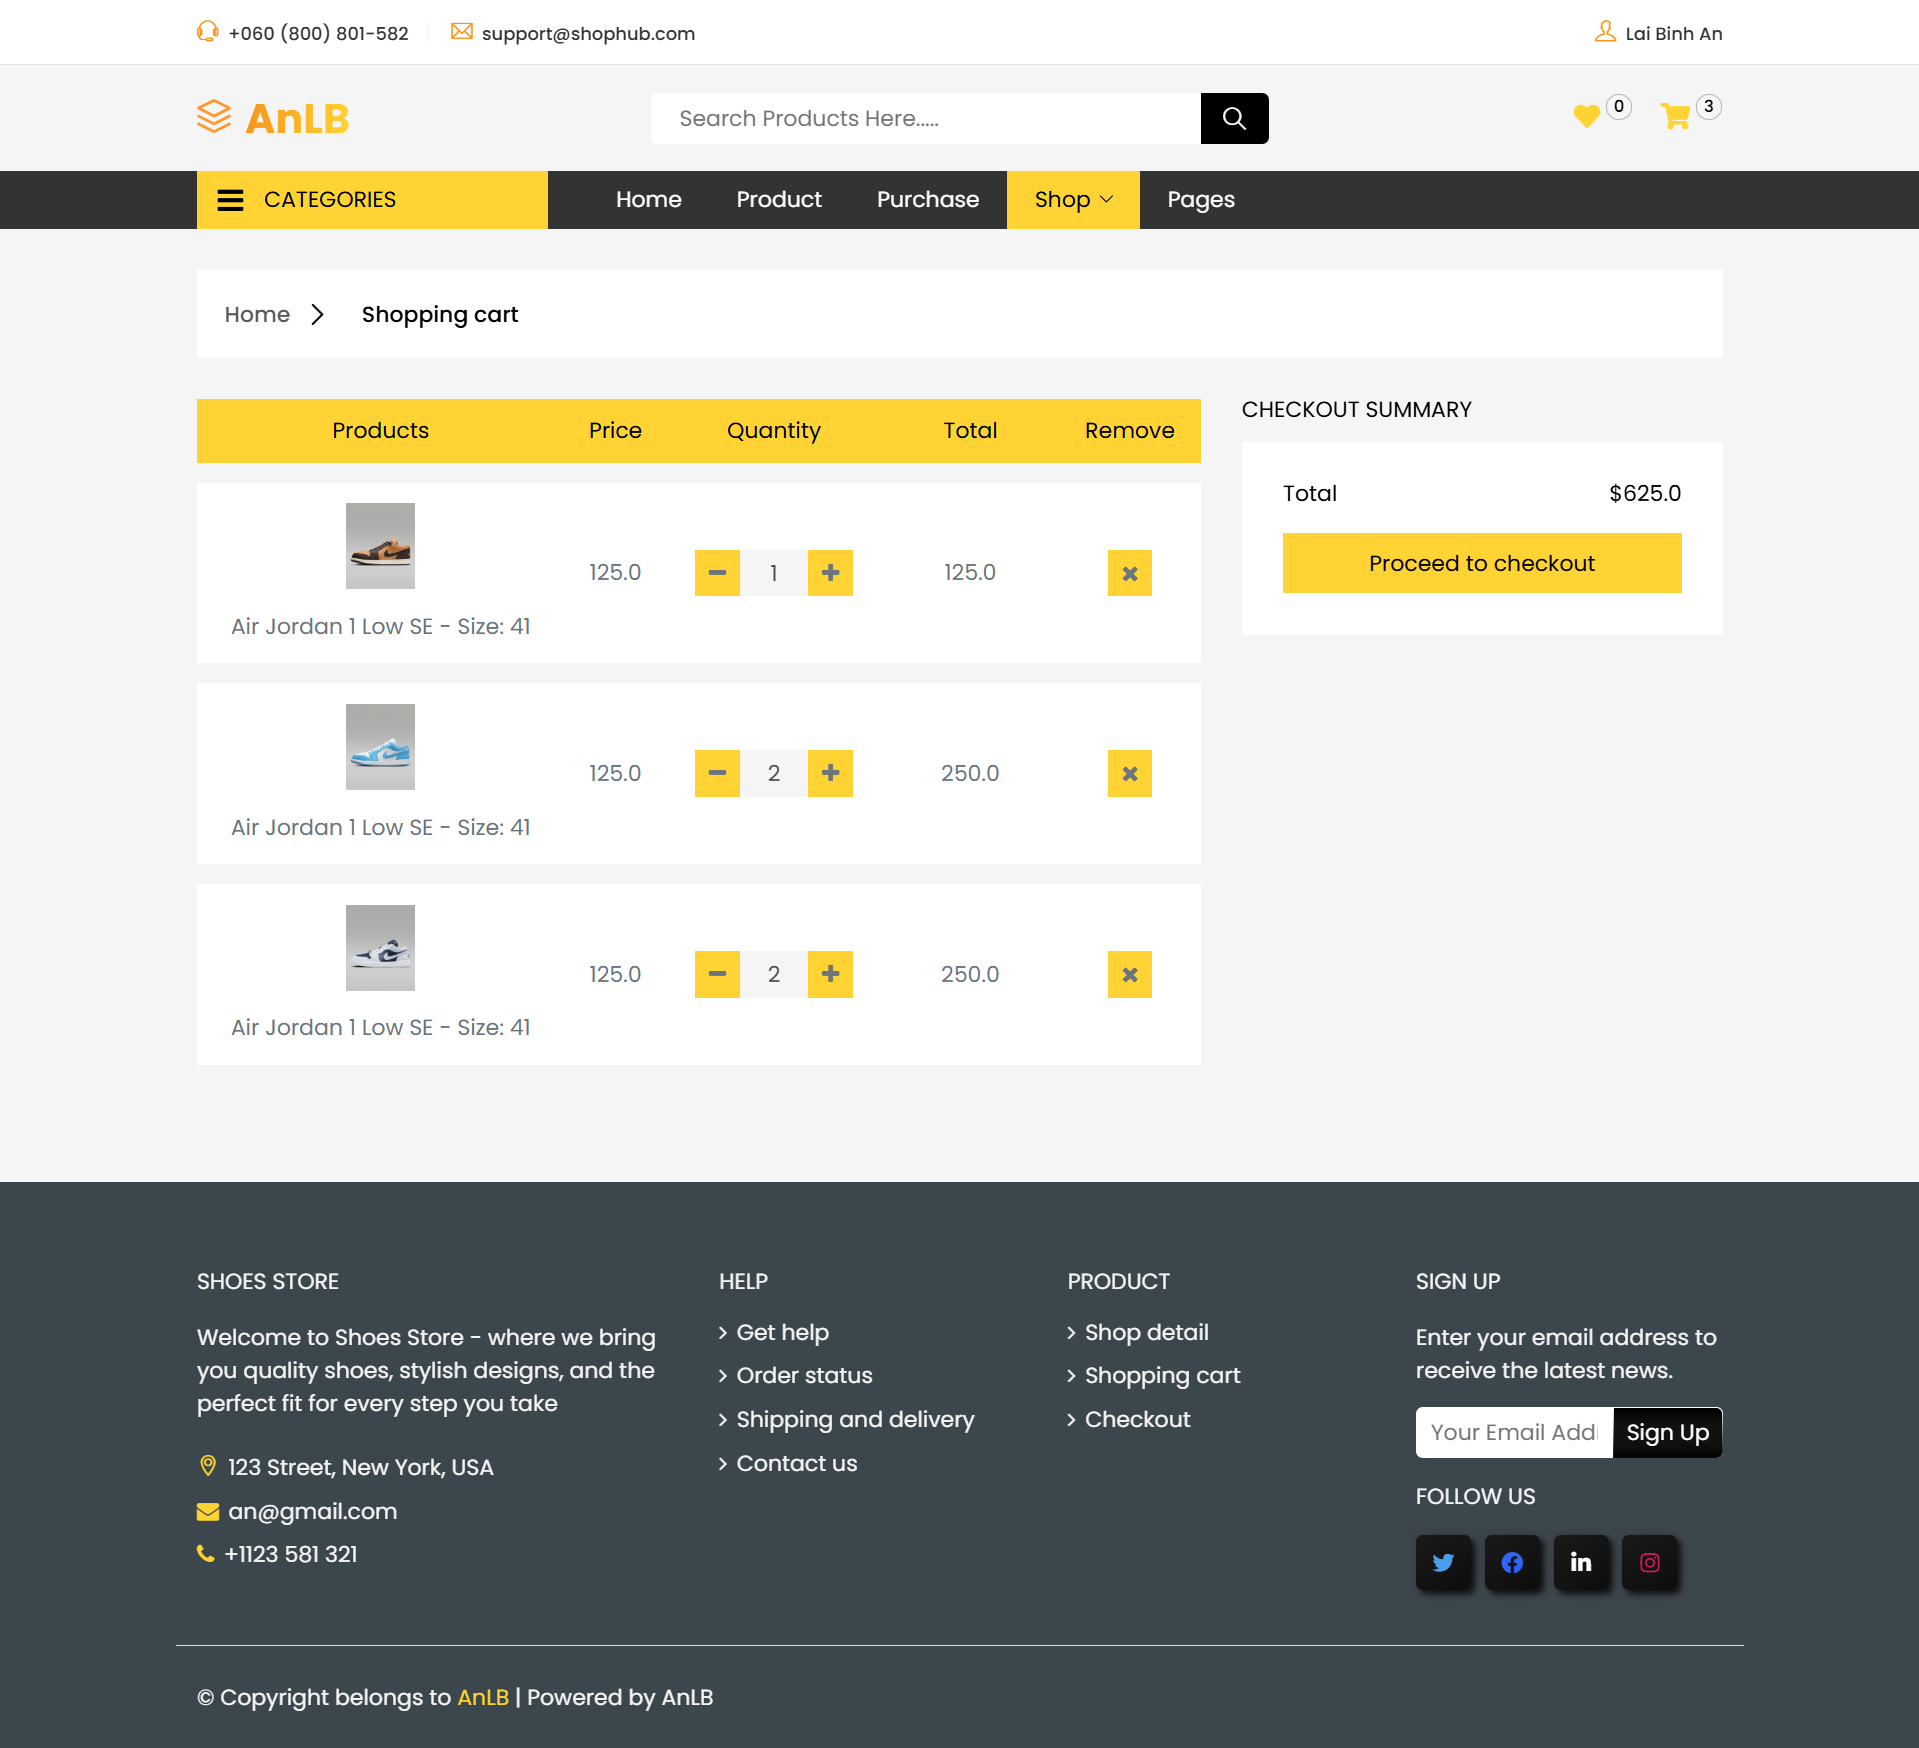 +060 (800) 801-582
support@shophub.com
Lai Binh An
AnLB
Search Products Here.....
0
3
CATEGORIES
Home
Product
Purchase
Shop
Pages
Home
Shopping cart
Products
Price
Quantity
Total
Remove
125.0
1
125.0
Air Jordan 1 Low SE - Size: 41
125.0
2
250.0
Air Jordan 1 Low SE - Size: 41
125.0
2
250.0
Air Jordan 1 Low SE - Size: 41
CHECKOUT SUMMARY
Total
$625.0
Proceed to checkout
SHOES STORE
Welcome to Shoes Store - where we bring
you quality shoes, stylish designs, and the
perfect fit for every step you take
123 Street, New York, USA
an@gmail.com
+1123 581 321
HELP
Get help
Order status
Shipping and delivery
Contact us
PRODUCT
Shop detail
Shopping cart
Checkout
SIGN UP
Enter your email address to
receive the latest news.
Your Email Add
Sign Up
FOLLOW US
© Copyright belongs to AnLB | Powered by AnLB